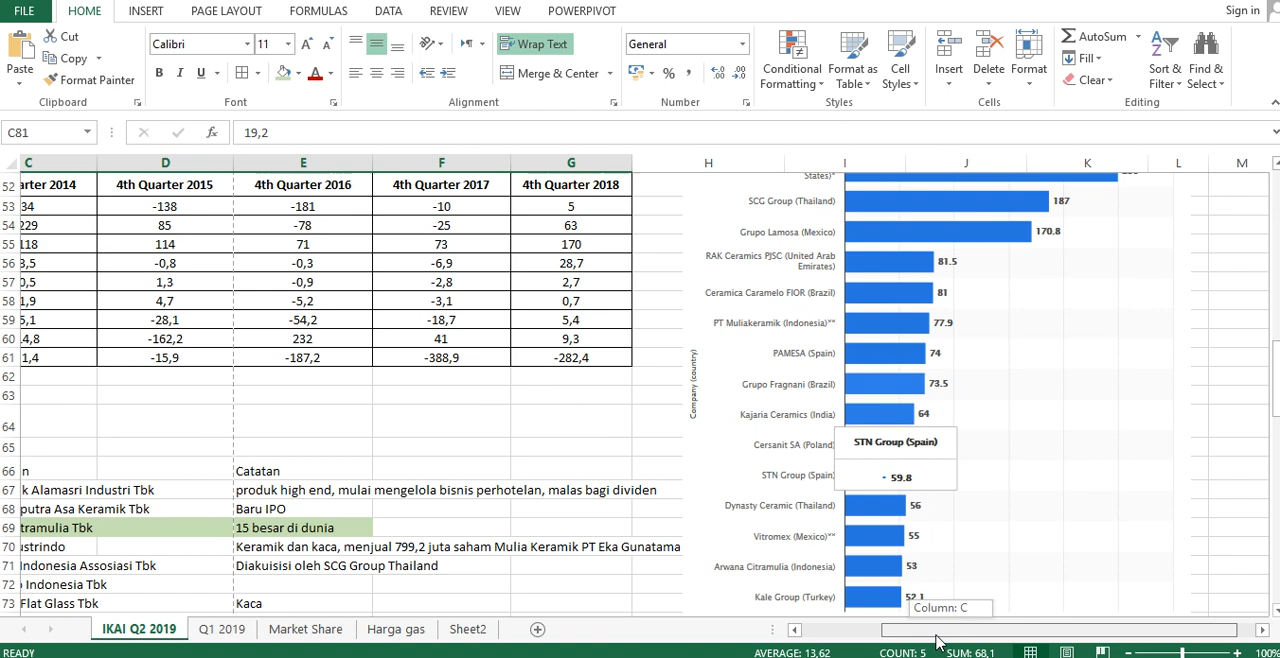 FILE HOME INSERT PAGE LAYOUT FORMULAS DATA REVIEW VIEW POWERPIVOT Sign in
Paste
Cut
Copy
Format Painter
Clipboard
Calibri 11
B I U
Font
Wrap Text
Merge & Center
Alignment
General
Number
Conditional Formatting
Format as Table
Cell Styles
Styles
Insert Delete Format
Cells
AutoSum
Fill
Clear
Sort & Filter
Find & Select
Editing
C81 fx 19,2
C D E F G H I J K L M
52 rter 2014 4th Quarter 2015 4th Quarter 2016 4th Quarter 2017 4th Quarter 2018
53 34 -138 -181 -10 5
54 229 85 -78 -25 63
55 118 114 71 73 170
56 3,5 -0,8 -0,3 -6,9 28,7
57 0,5 1,3 -0,9 -2,8 2,7
58 1,9 4,7 -5,2 -3,1 0,7
59 5,1 -28,1 -54,2 -18,7 5,4
60 4,8 -162,2 232 41 9,3
61 1,4 -15,9 -187,2 -388,9 -282,4
62
63
64
65
66 n Catatan
67 k Alamasri Industri Tbk produk high end, mulai mengelola bisnis perhotelan, malas bagi dividen
68 putra Asa Keramik Tbk Baru IPO
69 tramulia Tbk 15 besar di dunia
70 ustrindo Keramik dan kaca, menjual 799,2 juta saham Mulia Keramik PT Eka Gunatama
71 Indonesia Assosiasi Tbk Diakuisisi oleh SCG Group Thailand
72 o Indonesia Tbk
73 Flat Glass Tbk Kaca
Company (country)
States)*
SCG Group (Thailand) 187
Grupo Lamosa (Mexico) 170.8
RAK Ceramics PJSC (United Arab
Emirates) 81.5
Ceramica Caramelo FIOR (Brazil) 81
PT Muliakeramik (Indonesia)** 77.9
PAMESA (Spain) 74
Grupo Fragnani (Brazil) 73.5
Kajaria Ceramics (India) 64
Cersanit SA (Poland)
STN Group (Spain)
STN Group (Spain)
59.8
Dynasty Ceramic (Thailand) 56
Vitromex (Mexico)** 55
Arwana Citramulia (Indonesia) 53
Kale Group (Turkey) 52.1
Column: C
IKAI Q2 2019 Q1 2019 Market Share Harga gas Sheet2
READY AVERAGE: 13,62 COUNT: 5 SUM: 68,1 100%